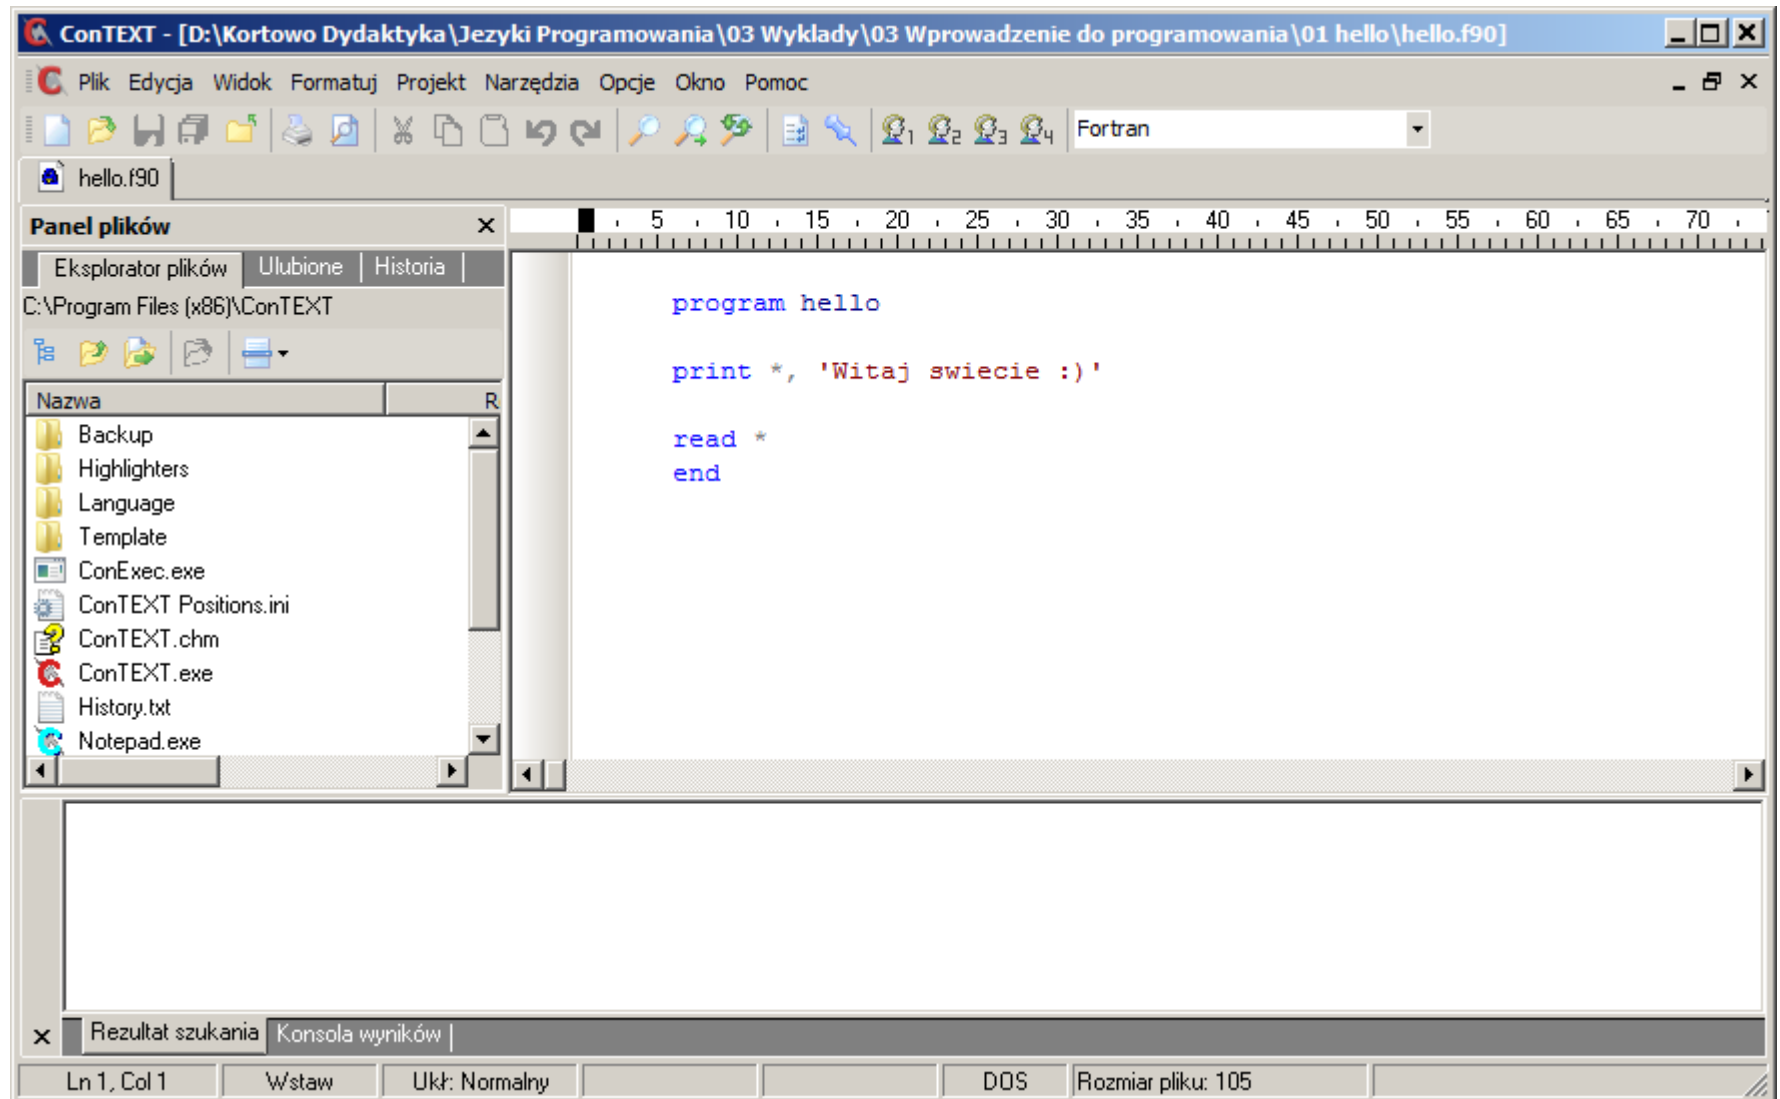 ConTEXT - [D:\Kortowo Dydaktyka\Jezyki Programowania\03 Wyklady\03 Wprowadzenie do programowania\01 hello\hello.f90]
Plik Edycja Widok Formatuj Projekt Narzędzia Opcje Okno Pomoc
1 2 3 4 Fortran
hello.f90
Panel plików
5 10 15 20 25 30 35 40 45 50 55 60 65 70
Eksplorator plików Ulubione Historia
C:\Program Files (x86)\ConTEXT
Nazwa R
Backup
Highlighters
Language
Template
ConExec.exe
ConTEXT Positions.ini
ConTEXT.chm
ConTEXT.exe
History.txt
Notepad.exe
program hello
print *, 'Witaj swiecie :)'
read *
end
Rezultat szukania Konsola wyników
Ln 1, Col 1 Wstaw Ukł: Normalny DOS Rozmiar pliku: 105